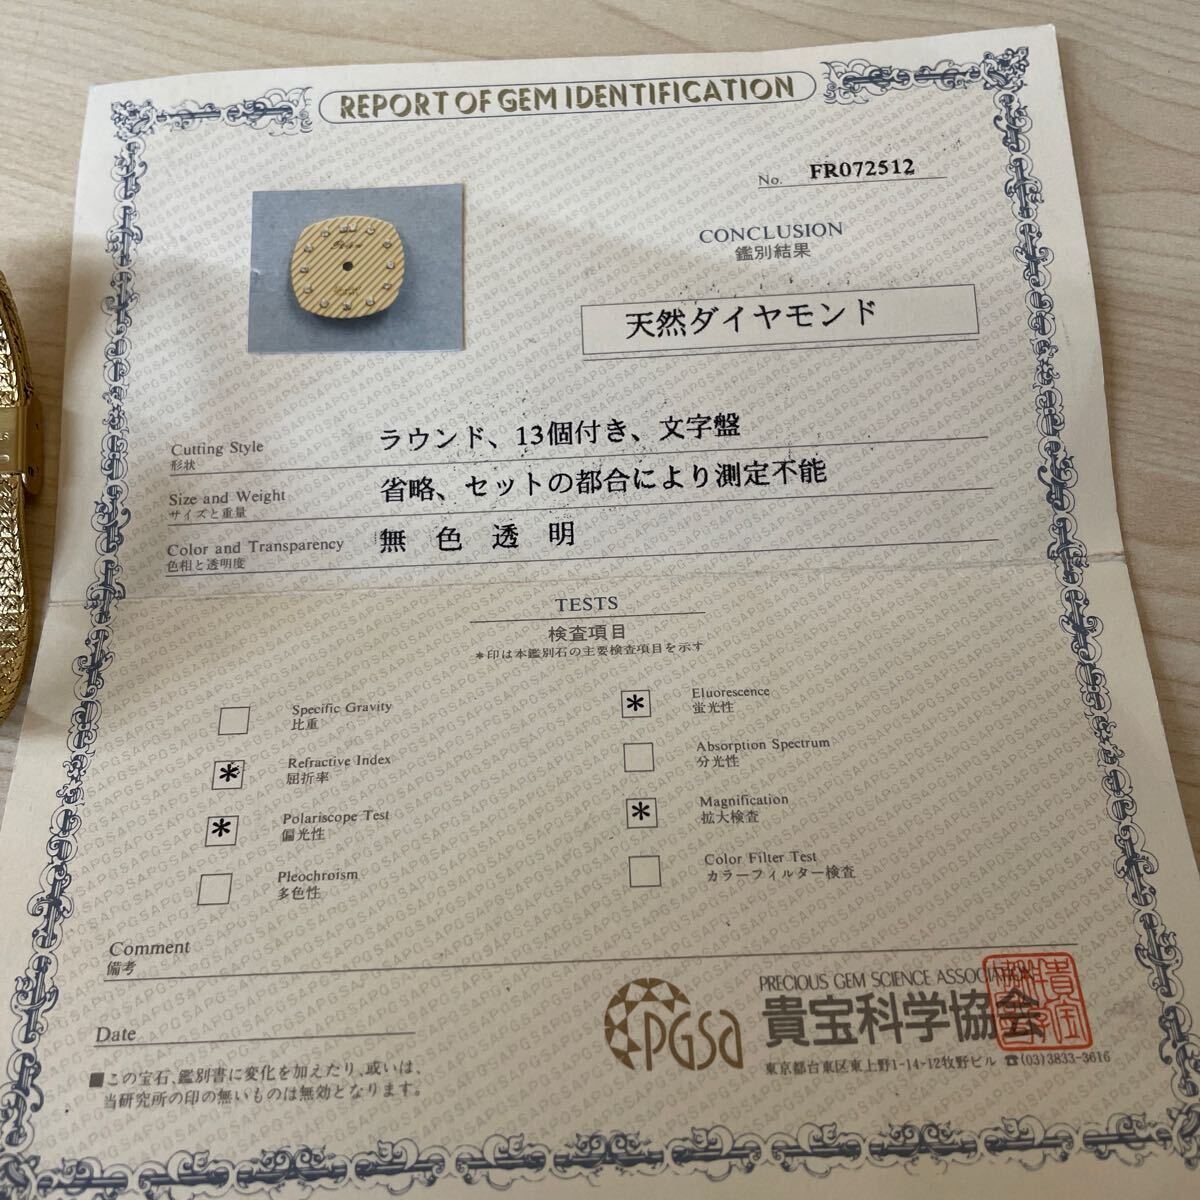 REPORT OF GEM IDENTIFICATION
No. FR072512
CONCLUSION
鑑別結果
天然ダイヤモンド
Cutting Style
形状
ラウンド、13個付き、文字盤
Size and Weight
サイズと重量
省略、セットの都合により測定不能
Color and Transparency
色相と透明度
無色透明
TESTS
検査項目
*印は本鑑別石の主要検査項目を示す
Specific Gravity
比重
* Refractive Index
屈折率
* Polariscope Test
偏光性
Pleochroism
多色性
* Eluorescence
蛍光性
Absorption Spectrum
分光性
* Magnification
拡大検査
Color Filter Test
カラーフィルター検査
Comment
備考
Date
■この宝石、鑑別書に変化を加えたり、或いは、
当研究所の印の無いものは無効となります。
PGSA
PRECIOUS GEM SCIENCE ASSOCIATION
貴宝科学協会
東京都台東区東上野1-14-12牧野ビル ☎(03)3833-3616